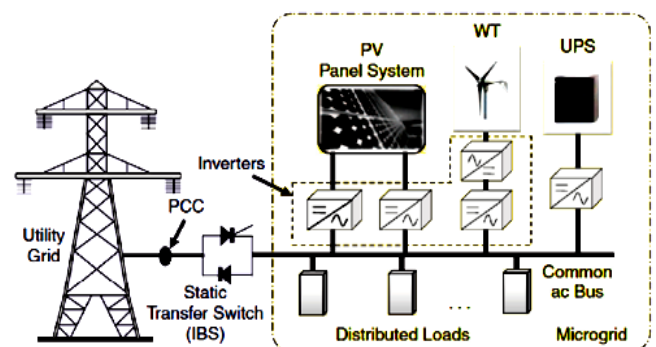 PV
Panel System
WT
UPS
Inverters
PCC
Utility
Grid
Static
Transfer Switch
(IBS)
Common
ac Bus
...
Distributed Loads
Microgrid